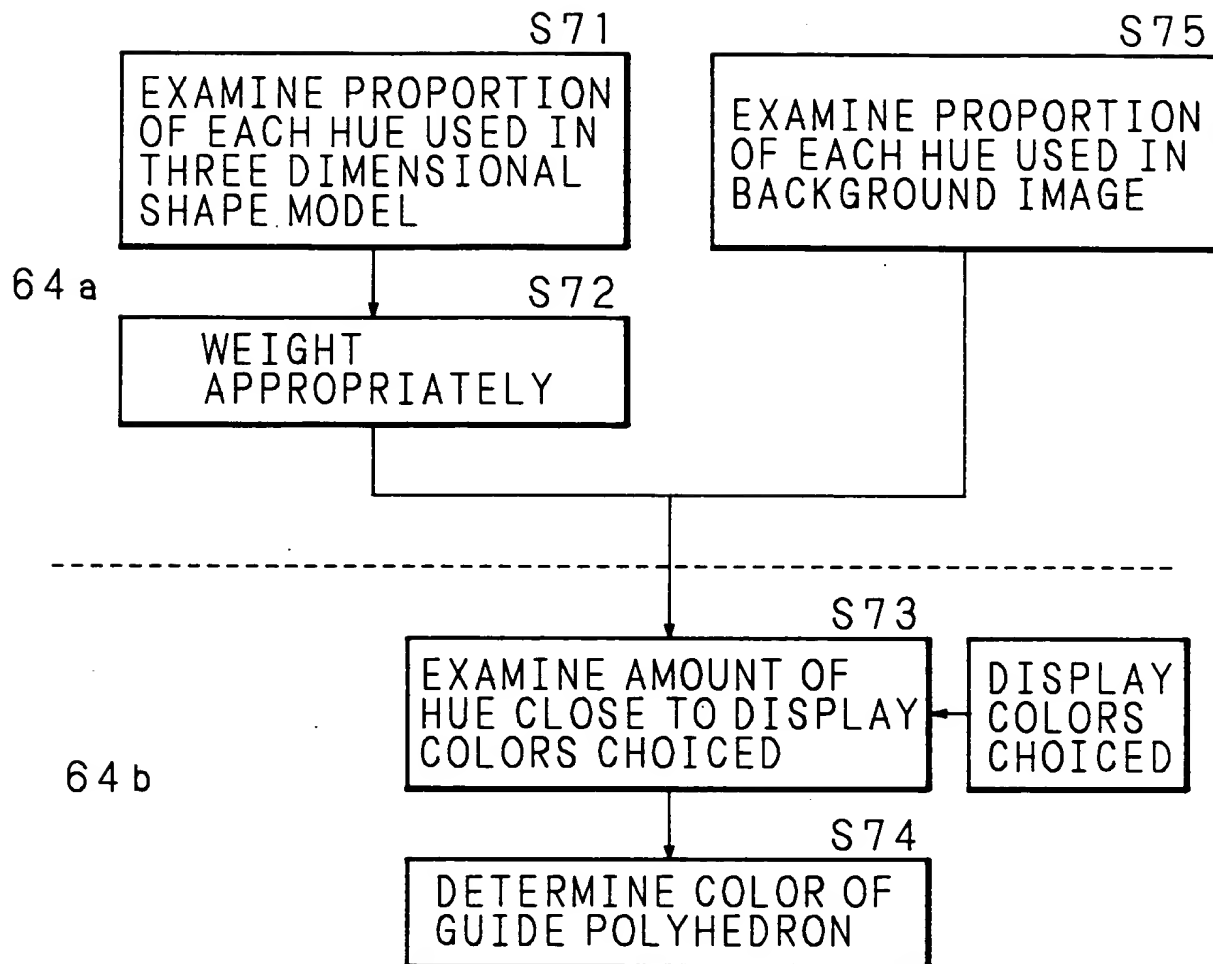 S71
EXAMINE PROPORTION
OF EACH HUE USED IN
THREE DIMENSIONAL
SHAPE MODEL
S75
EXAMINE PROPORTION
OF EACH HUE USED IN
BACKGROUND IMAGE
64a
S72
WEIGHT
APPROPRIATELY
S73
EXAMINE AMOUNT OF
HUE CLOSE TO DISPLAY
COLORS CHOICED
DISPLAY
COLORS
CHOICED
64b
S74
DETERMINE COLOR OF
GUIDE POLYHEDRON